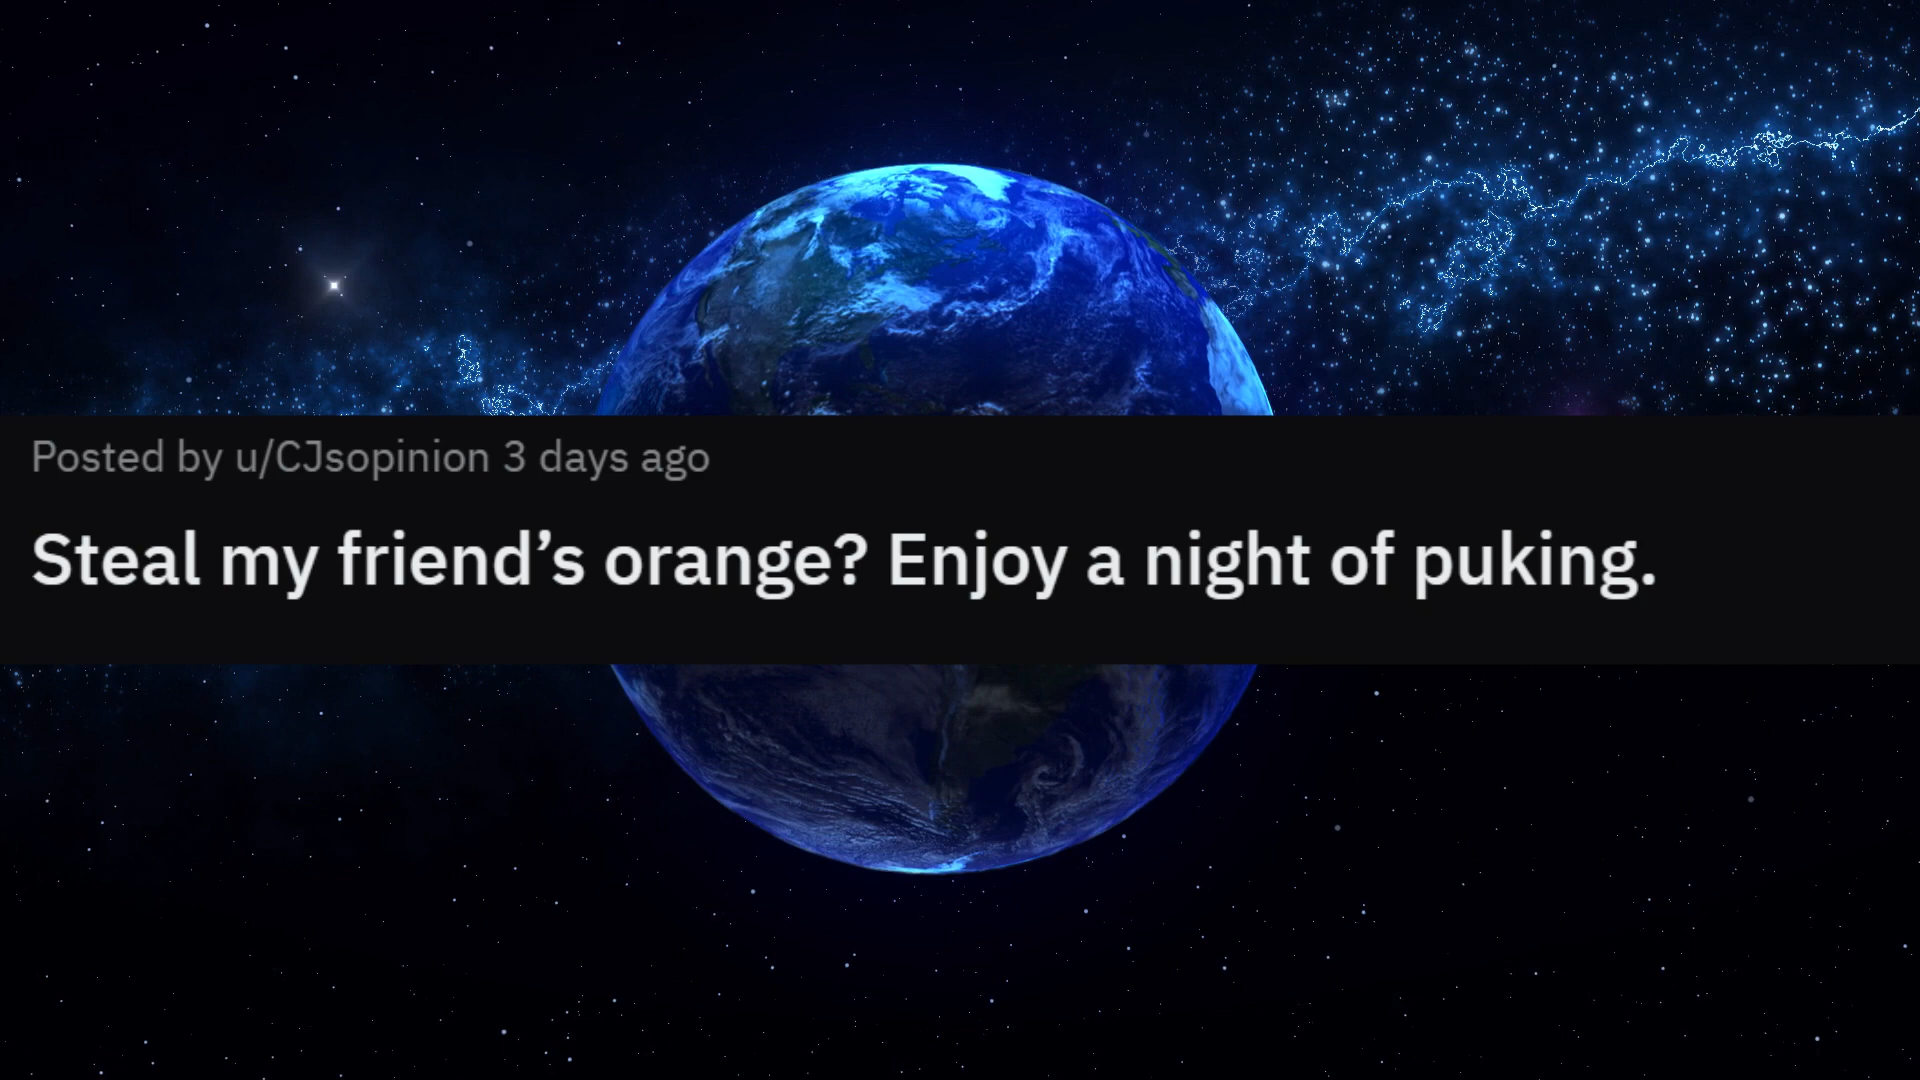 Posted by u/CJsopinion 3 days ago
Steal my friend’s orange? Enjoy a night of puking.